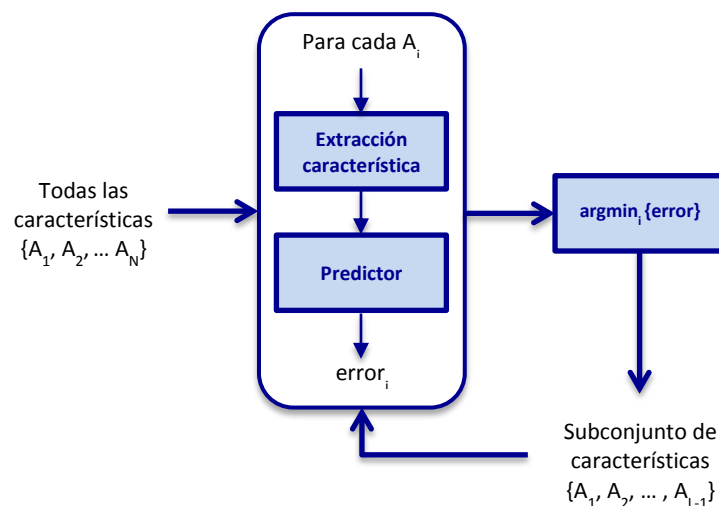 Para cada A_i
Extracción
característica
Todas las
características
{A_1, A_2, ... A_N}
Predictor
error_i
argmin_i {error}
Subconjunto de
características
{A_1, A_2, ... , A_L-1}